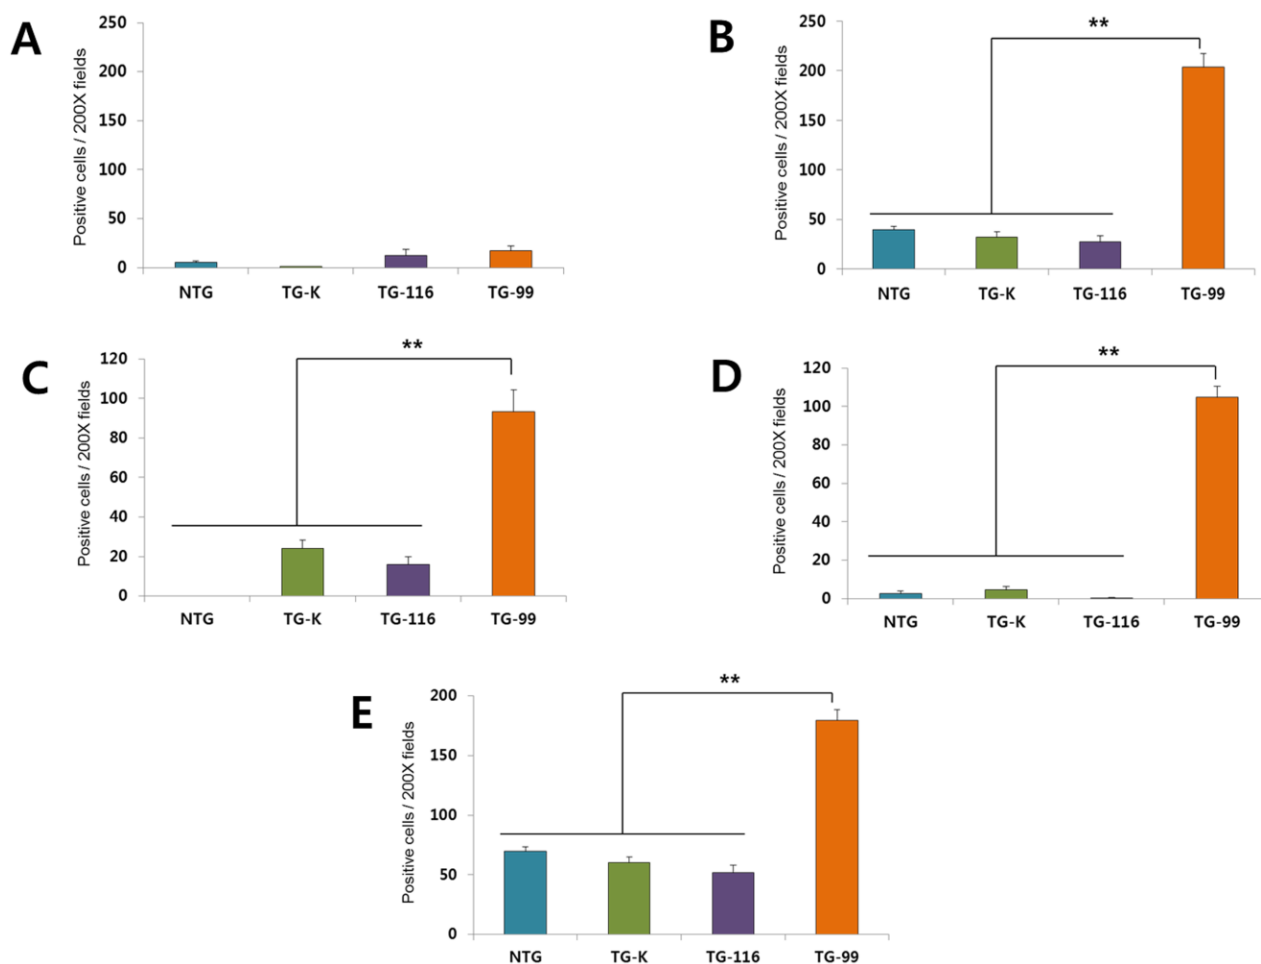 A
Positive cells / 200X fields
250
200
150
100
50
0
NTG TG-K TG-116 TG-99
B
Positive cells / 200X fields
250
200
150
100
50
0
**
NTG TG-K TG-116 TG-99
C
Positive cells / 200X fields
120
100
80
60
40
20
0
**
NTG TG-K TG-116 TG-99
D
Positive cells / 200X fields
120
100
80
60
40
20
0
**
NTG TG-K TG-116 TG-99
E
Positive cells / 200X fields
200
150
100
50
0
**
NTG TG-K TG-116 TG-99